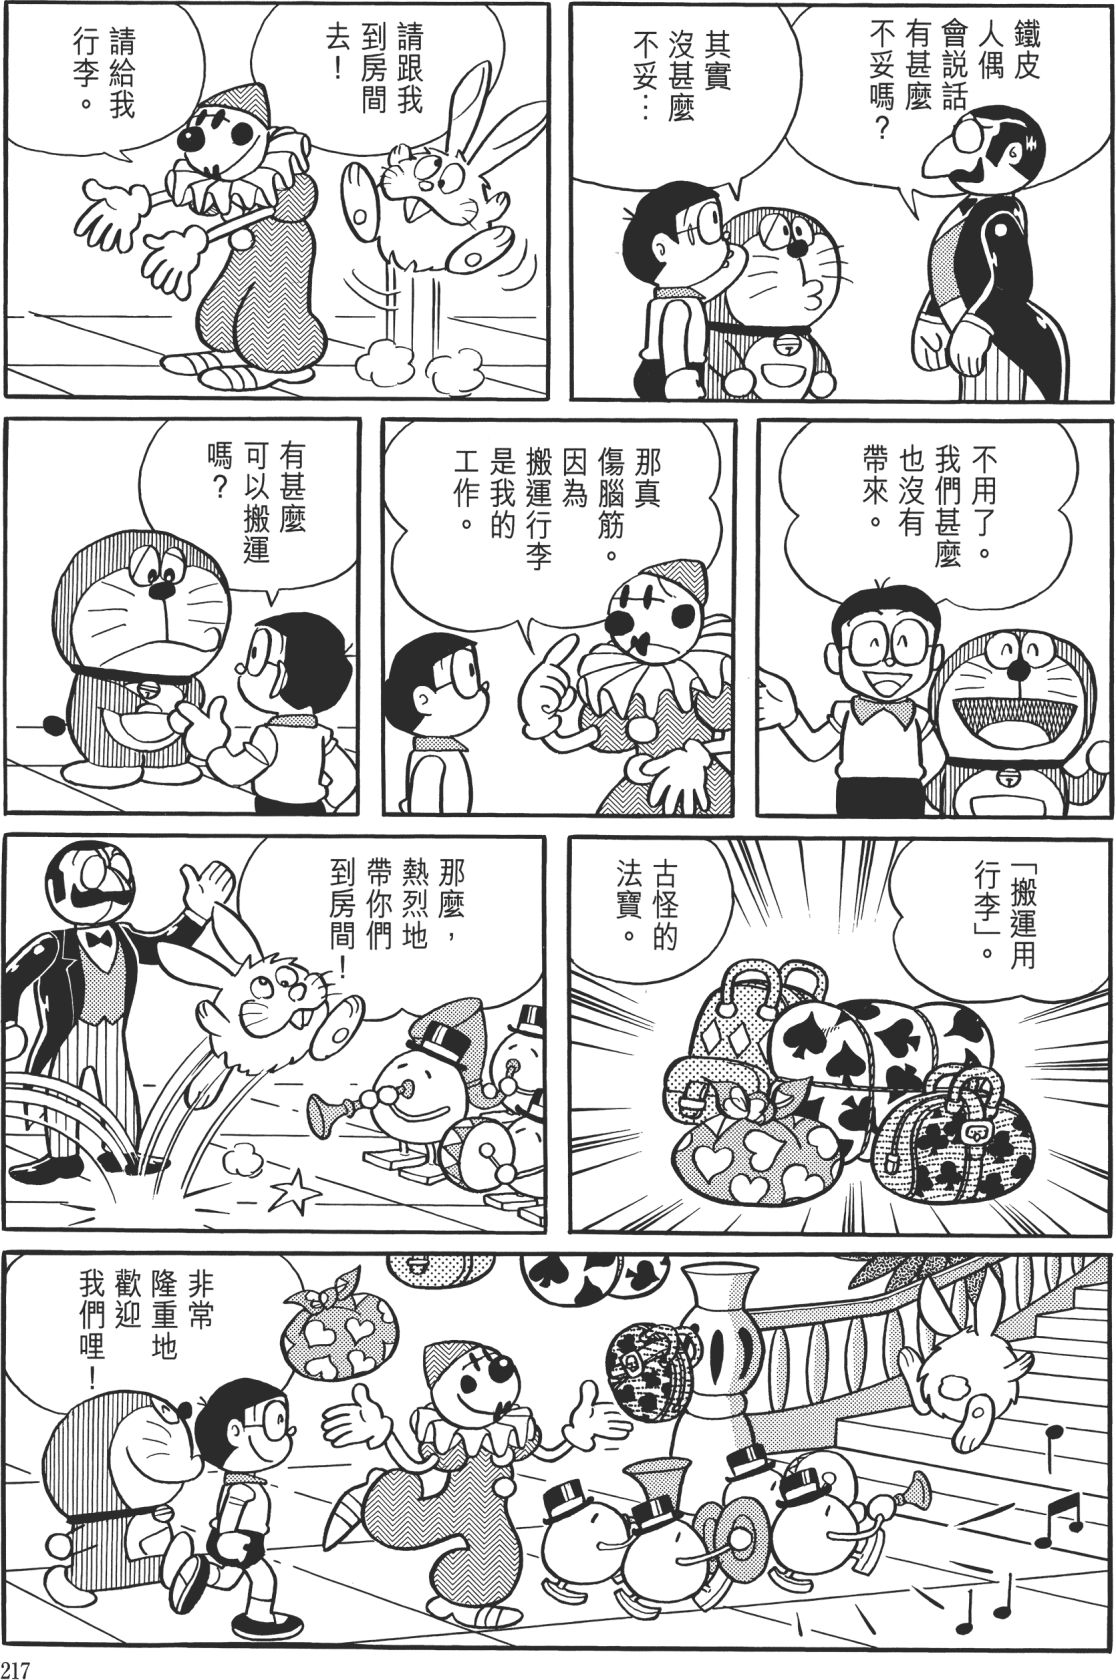 鐵皮
人偶
會説話
有甚麼
不妥嗎？
其實
沒甚麼
不妥…
請跟我
到房間
去！
請給我
行李。
不用了。
我們甚麼
也沒有
帶來。
那真
傷腦筋。
因為
搬運行李
是我的
工作。
有甚麼
可以搬運
嗎？
「搬運用
行李」。
古怪的
法寶。
那麼，
熱烈地
帶你們
到房間！
非常
隆重地
歡迎
我們哩！
217